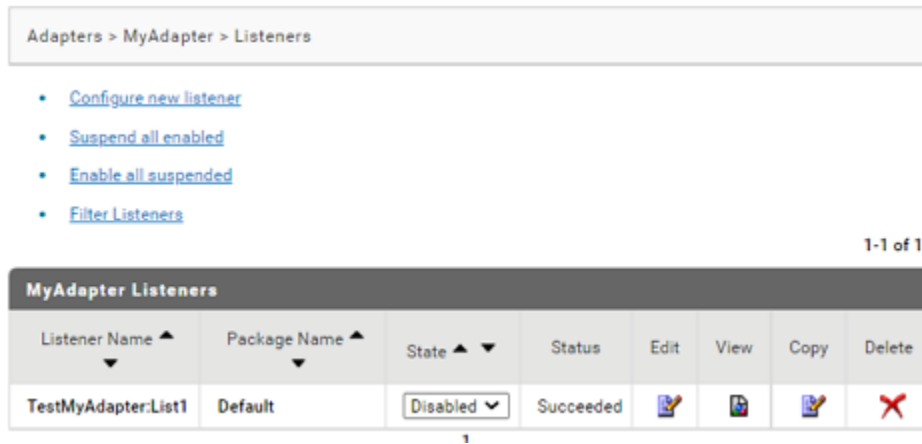 Adapters > MyAdapter > Listeners
Configure new listener
Suspend all enabled
Enable all suspended
Filter Listeners
1-1 of 1
MyAdapter Listeners
Listener Name Package Name State Status Edit View Copy Delete
TestMyAdapter:List1 Default Disabled Succeeded
1